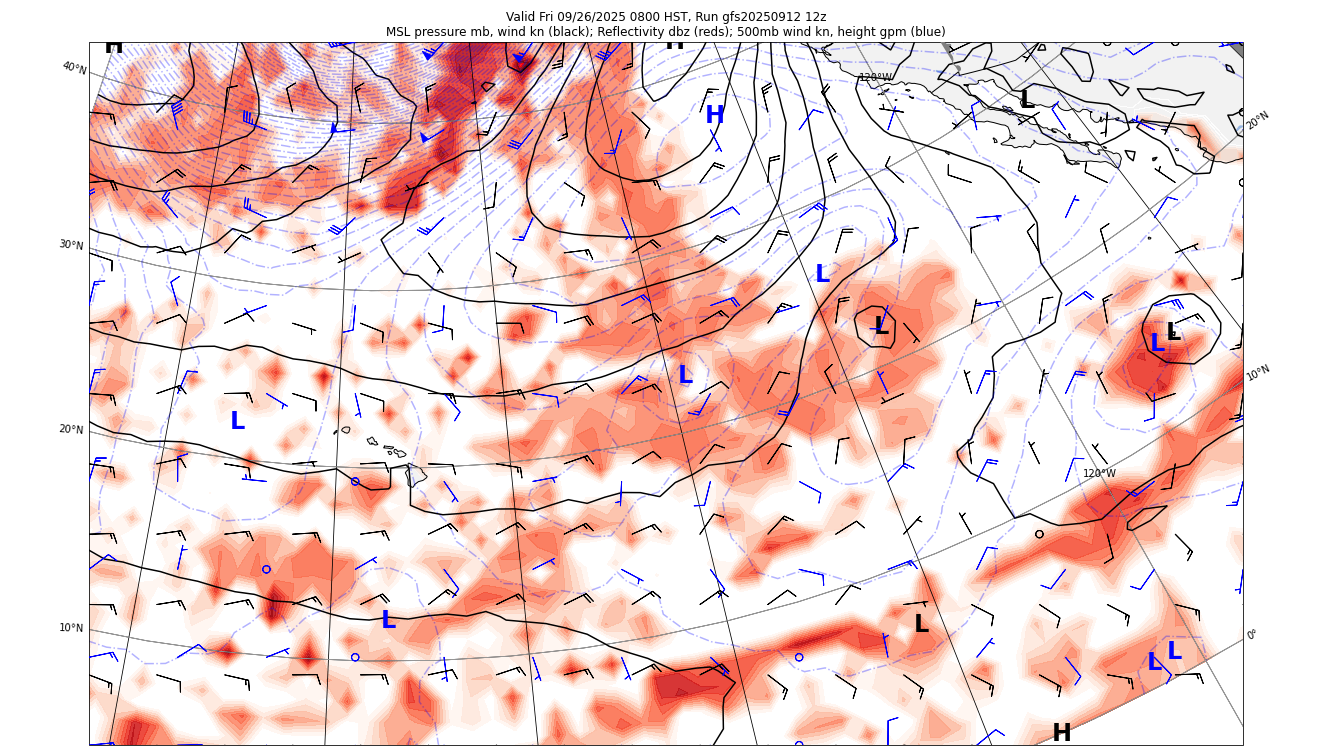 Valid Fri 09/26/2025 0800 HST, Run gfs20250912 12z
MSL pressure mb, wind kn (black); Reflectivity dbz (reds); 500mb wind kn, height gpm (blue)
H
H
40°N
120°W
L
H
20°N
30°N
L
L
L
L
L
10°N
L
20°N
120°W
L
L
10°N
0°
L
L
H